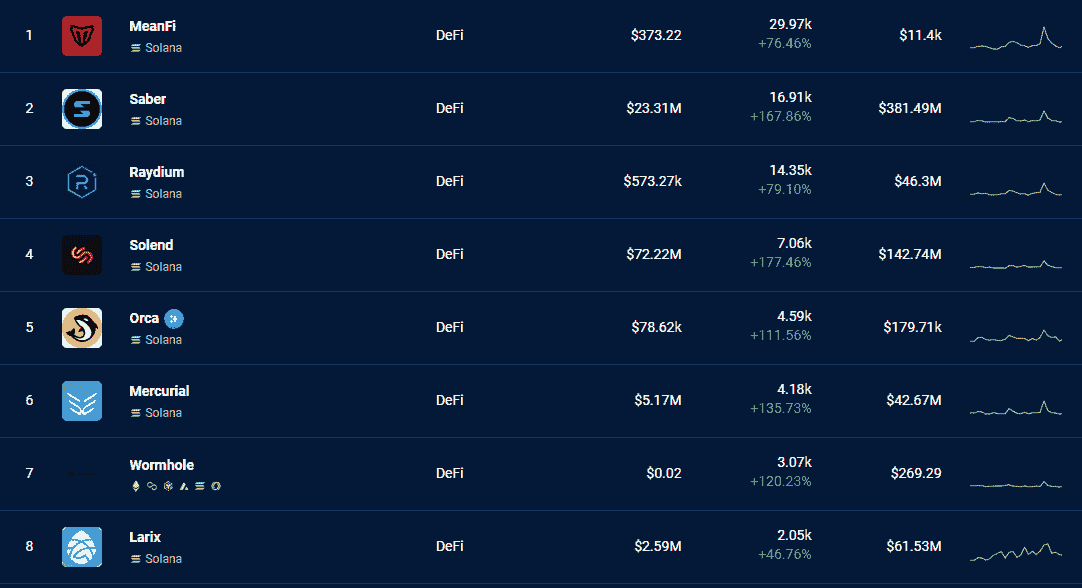 1 MeanFi DeFi $373.22 29.97k $11.4k
Solana +76.46%
2 Saber DeFi $23.31M 16.91k $381.49M
Solana +167.86%
3 Raydium DeFi $573.27k 14.35k $46.3M
Solana +79.10%
4 Solend DeFi $72.22M 7.06k $142.74M
Solana +177.46%
5 Orca DeFi $78.62k 4.59k $179.71k
Solana +111.56%
6 Mercurial DeFi $5.17M 4.18k $42.67M
Solana +135.73%
7 Wormhole DeFi $0.02 3.07k $269.29
+120.23%
8 Larix DeFi $2.59M 2.05k $61.53M
Solana +46.76%